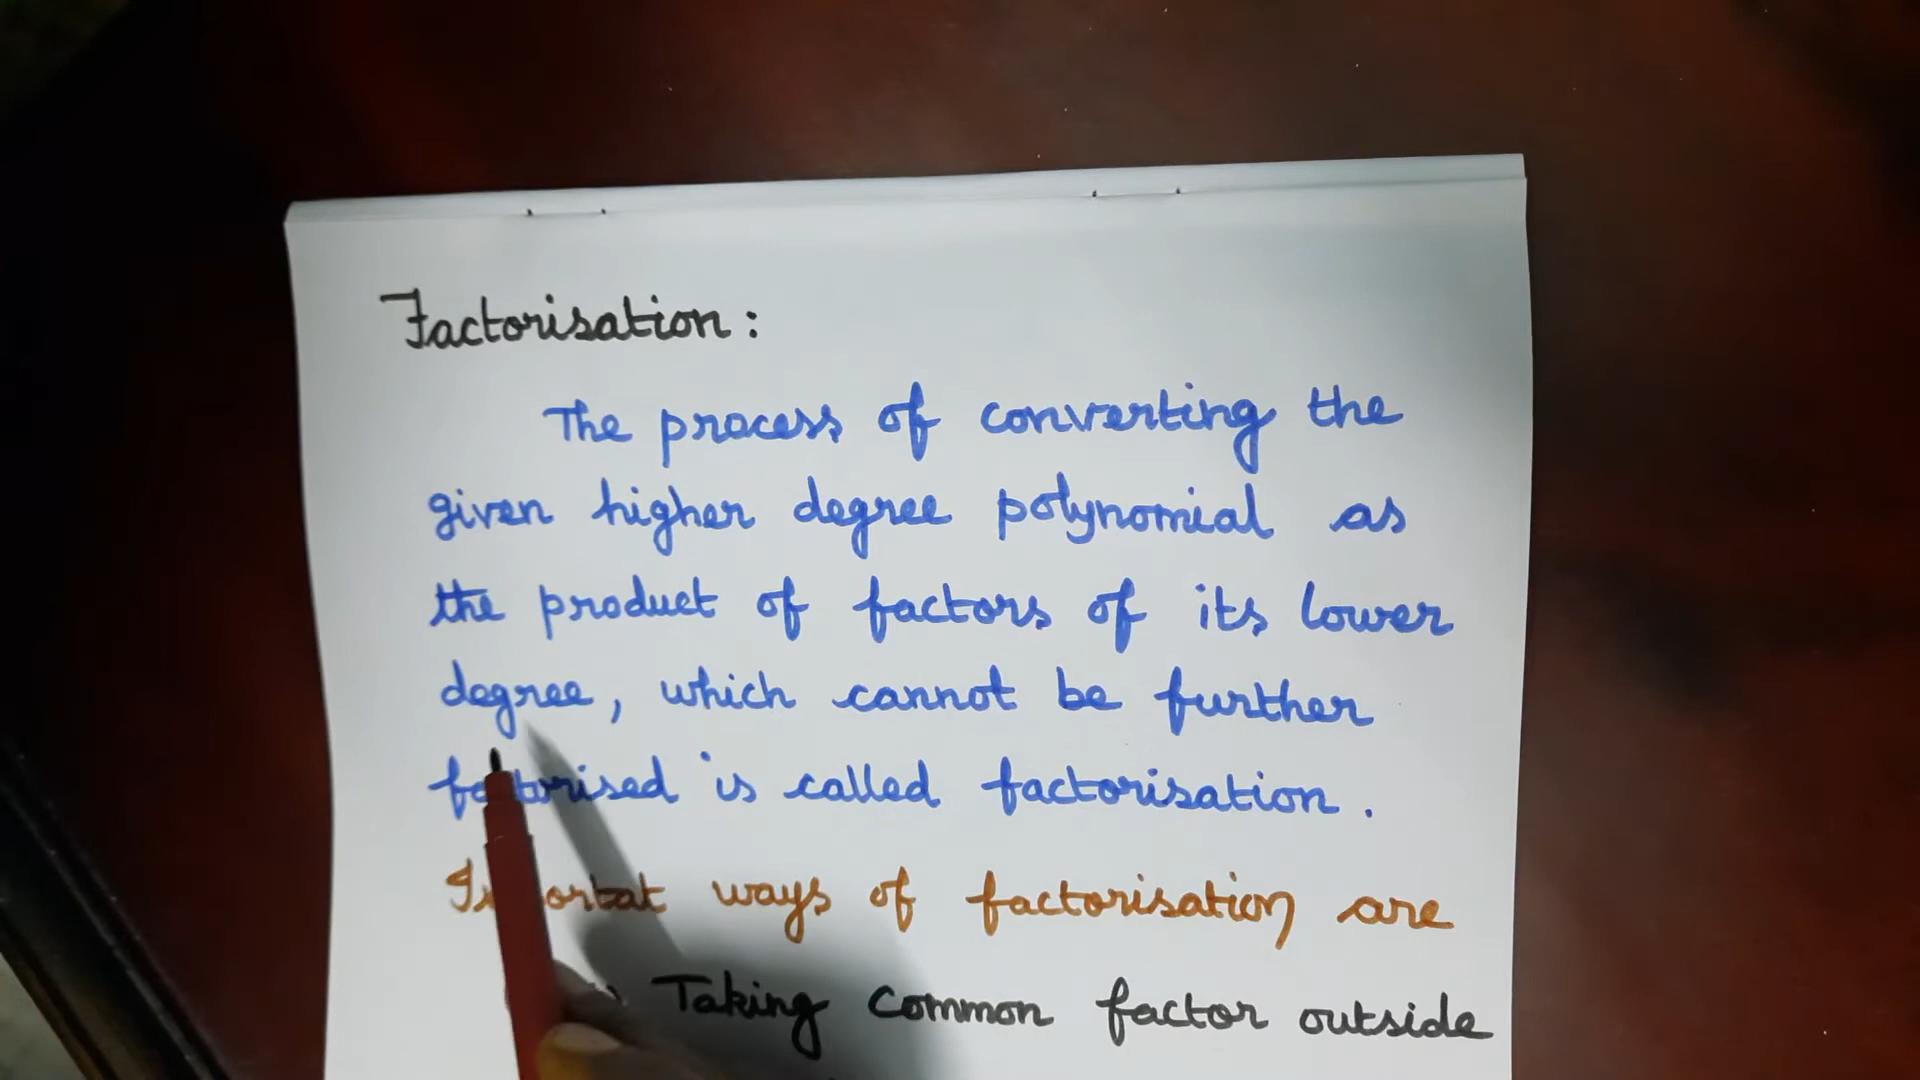 Factorisation:
The process of converting the
given higher degree polynomial as
the product of factors of its lower
degree, which cannot be further
factorised is called factorisation.
ways of factorisation are
Taking common factor outside